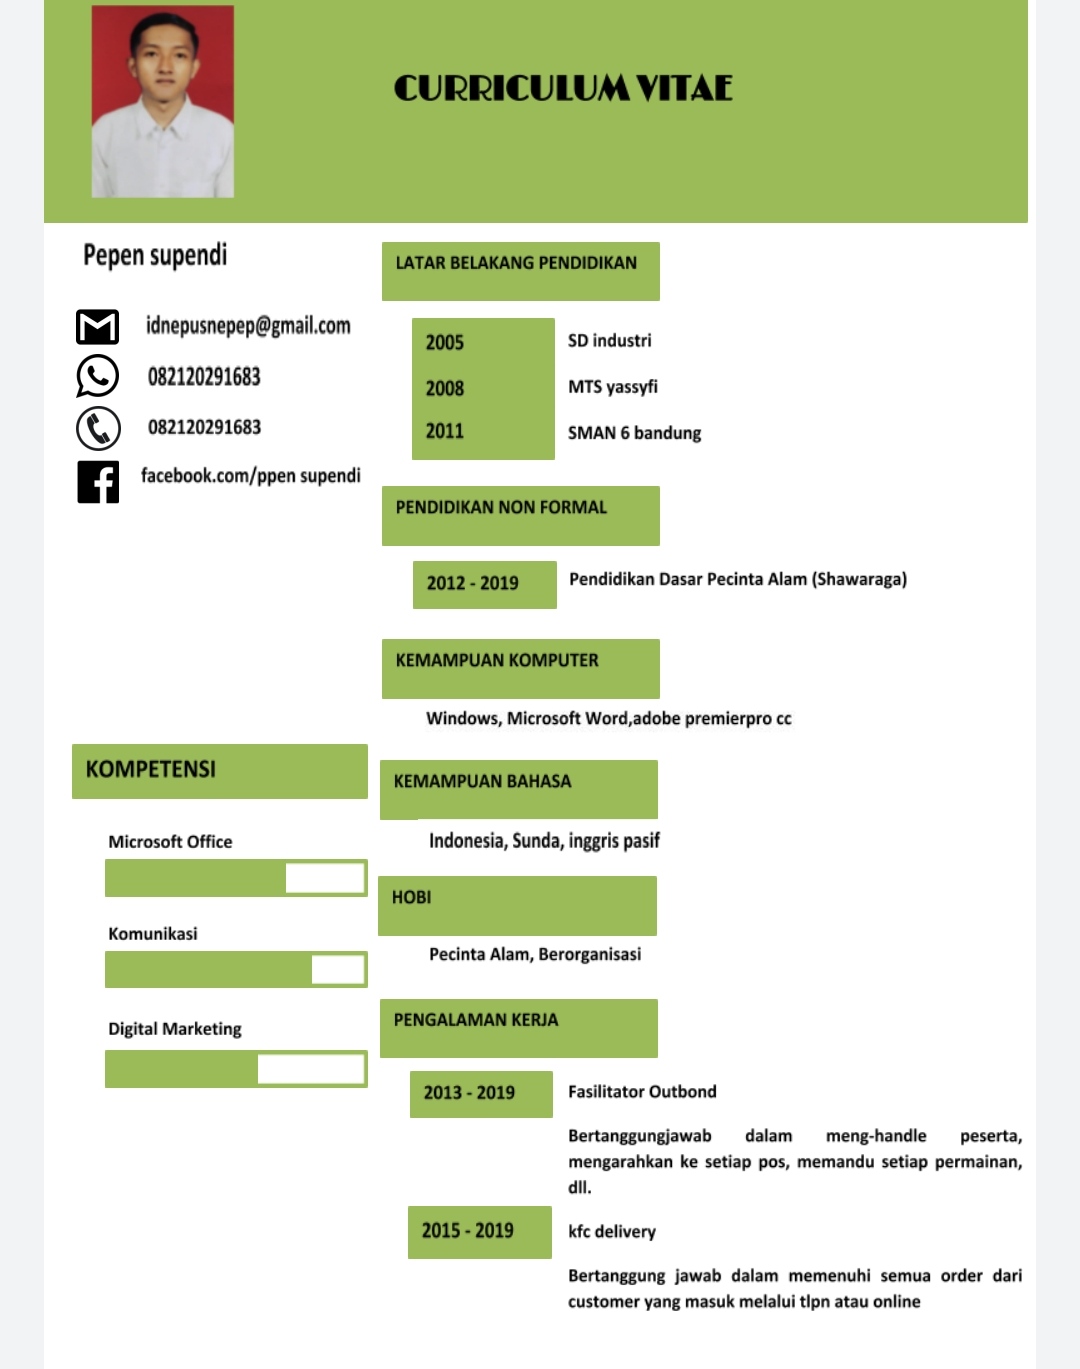 CURRICULUM VITAE
Pepen supendi
idnepusnepep@gmail.com
082120291683
082120291683
facebook.com/ppen supendi
KOMPETENSI
Microsoft Office
Komunikasi
Digital Marketing
LATAR BELAKANG PENDIDIKAN
2005 SD industri
2008 MTS yassyfi
2011 SMAN 6 bandung
PENDIDIKAN NON FORMAL
2012 - 2019 Pendidikan Dasar Pecinta Alam (Shawaraga)
KEMAMPUAN KOMPUTER
Windows, Microsoft Word,adobe premierpro cc
KEMAMPUAN BAHASA
Indonesia, Sunda, inggris pasif
HOBI
Pecinta Alam, Berorganisasi
PENGALAMAN KERJA
2013 - 2019 Fasilitator Outbond
Bertanggungjawab dalam meng-handle peserta,
mengarahkan ke setiap pos, memandu setiap permainan,
dll.
2015 - 2019 kfc delivery
Bertanggung jawab dalam memenuhi semua order dari
customer yang masuk melalui tlpn atau online